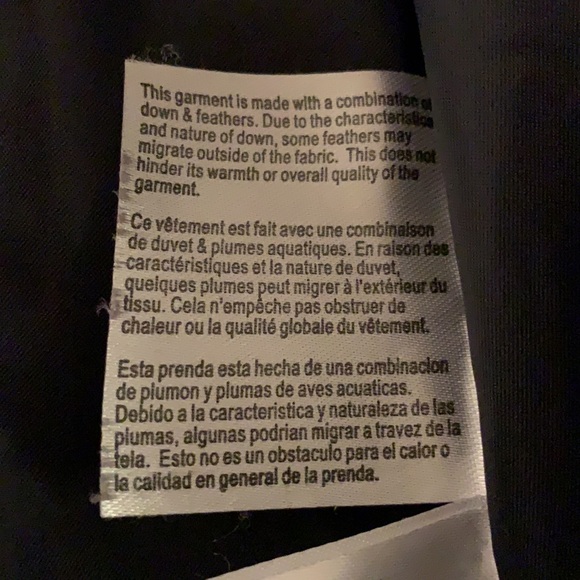 This garment is made with a combination of
down & feathers. Due to the characteristics
and nature of down, some feathers may
migrate outside of the fabric. This does not
hinder its warmth or overall quality of the
garment.
Ce vêtement est fait avec une combinaison
de duvet & plumes aquatiques. En raison des
caractéristiques et la nature de duvet,
quelques plumes peut migrer à l'extérieur du
tissu. Cela n'empêche pas obstruer de
chaleur ou la qualité globale du vêtement.
Esta prenda esta hecha de una combinacion
de plumon y plumas de aves acuaticas.
Debido a la caracteristica y naturaleza de las
plumas, algunas podrian migrar a travez de la
tela. Esto no es un obstaculo para el calor o
la calidad en general de la prenda.